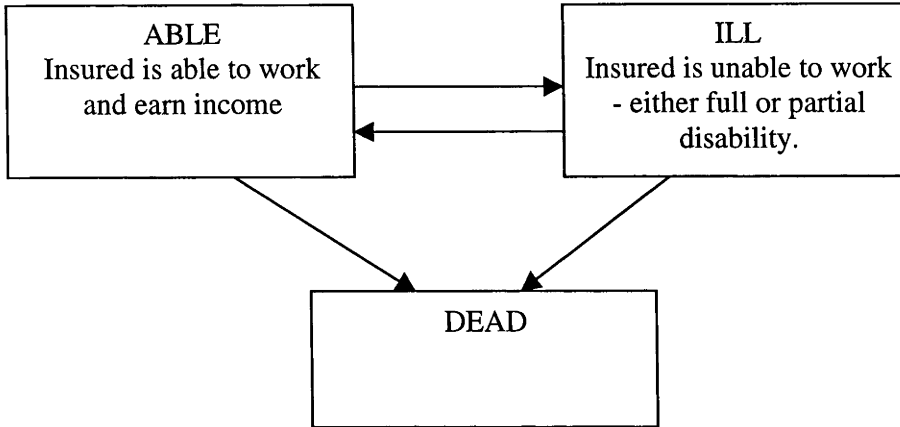 ABLE
Insured is able to work
and earn income
ILL
Insured is unable to work
- either full or partial
disability.
DEAD